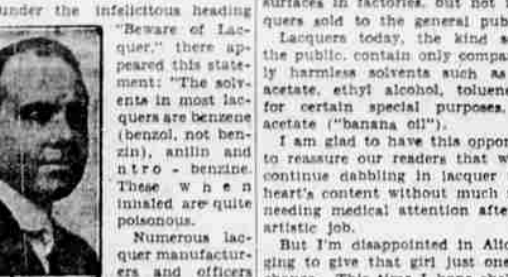 under the infelicitous heading
"Beware of Lac-
quer," there ap-
peared this state-
ment: "The solv-
ents in most lac-
quers are benzene
(benzol, not ben-
zin), anilin and
ntro - benzine.
These when
inhaled are quite
poisonous.
Numerous lac-
quer manufactur-
ers and officers
surfaces in factories, but not
quers sold to the general pub
Lacquers today, the kind s
the public, contain only compa
ly harmless solvents such as
acetate, ethyl alcohol, toluene
for certain special purposes,
acetate ("banana oil").
I am glad to have this oppor
to reassure our readers that w
continue dabbling in lacquer
heart's content without much
needing medical attention afte
artistic job.
But I'm disappointed in Alic
ging to give that girl just one